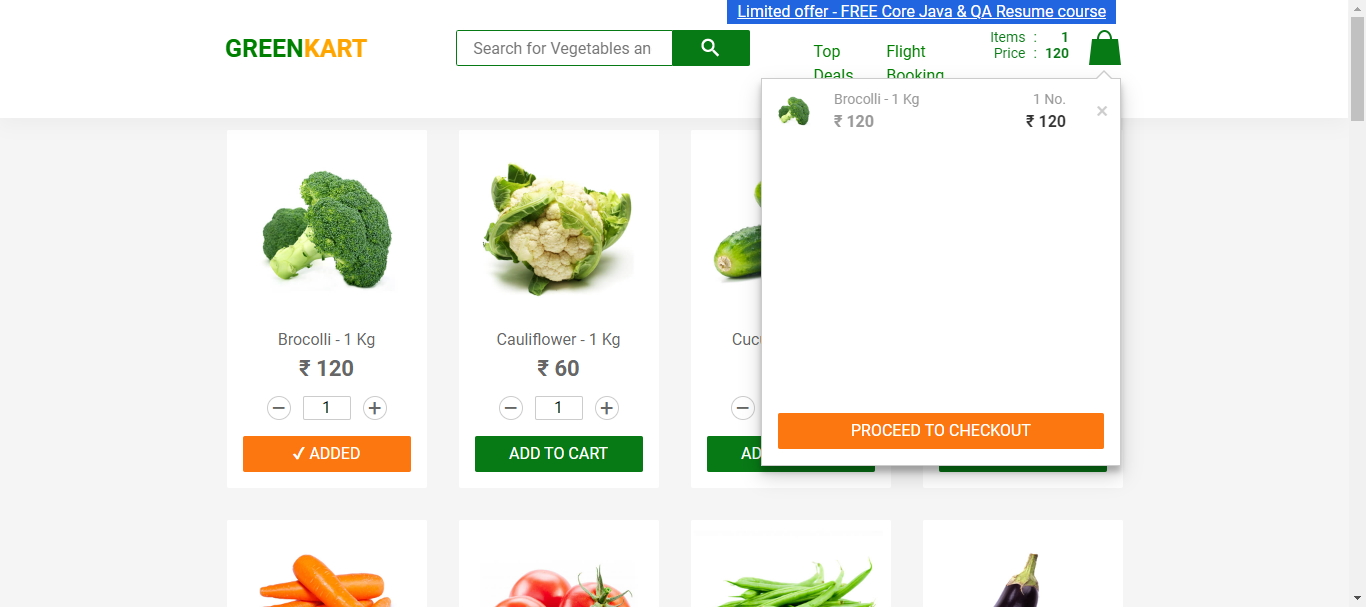 Limited offer - FREE Core Java & QA Resume course
GREENKART
Search for Vegetables an
Top
Deals
Flight
Booking
Items : 1
Price : 120
Brocolli - 1 Kg
₹ 120
1 No.
₹ 120
×
PROCEED TO CHECKOUT
Brocolli - 1 Kg
₹ 120
− 1 +
✓ ADDED
Cauliflower - 1 Kg
₹ 60
− 1 +
ADD TO CART